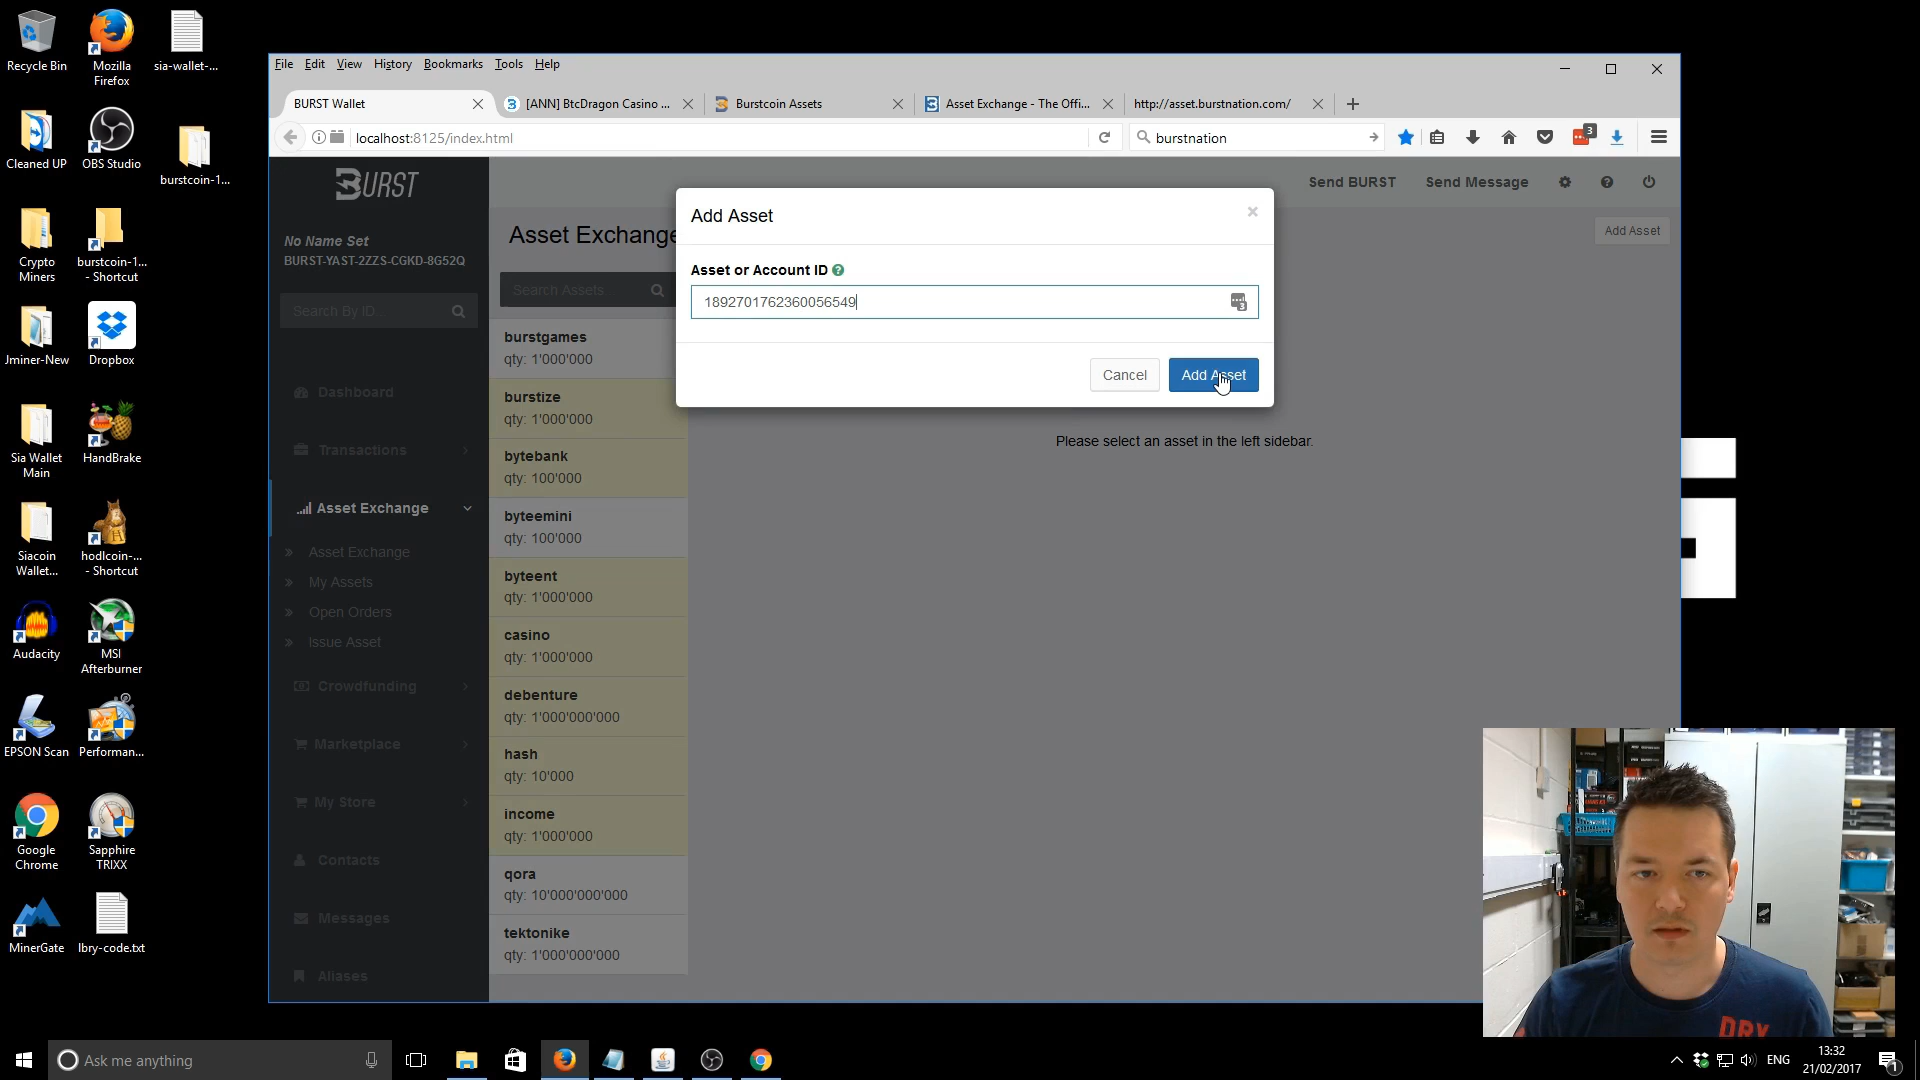 Recycle Bin
Mozilla
Firefox
sia-wallet-...
Cleaned UP
OBS Studio
burstcoin-1...
Crypto
Miners
burstcoin-1...
- Shortcut
Jminer-New
Dropbox
Sia Wallet
Main
HandBrake
Siacoin
Wallet...
hodlcoin-...
- Shortcut
Audacity
MSI
Afterburner
EPSON Scan
Performan...
Google
Chrome
Sapphire
TRIXX
MinerGate
lbry-code.txt
File Edit View History Bookmarks Tools Help
BURST Wallet
[ANN] BtcDragon Casino ...
Burstcoin Assets
Asset Exchange - The Offi...
http://asset.burstnation.com/
localhost:8125/index.html
burstnation
3
BURST
Send BURST
Send Message
No Name Set
BURST-YAST-2ZZS-CGKD-8G52Q
Search By ID...
Dashboard
Transactions
Asset Exchange
Asset Exchange
My Assets
Open Orders
Issue Asset
Crowdfunding
Marketplace
My Store
Contacts
Messages
Aliases
Asset Exchange
Add Asset
Search Assets
burstgames
qty: 1'000'000
burstize
qty: 1'000'000
bytebank
qty: 100'000
byteemini
qty: 100'000
byteent
qty: 1'000'000
casino
qty: 1'000'000
debenture
qty: 1'000'000'000
hash
qty: 10'000
income
qty: 1'000'000
qora
qty: 10'000'000'000
tektonike
qty: 1'000'000'000
Please select an asset in the left sidebar.
Add Asset
Asset or Account ID
1892701762360056549
Cancel
Add Asset
Ask me anything
ENG
13:32
21/02/2017
1